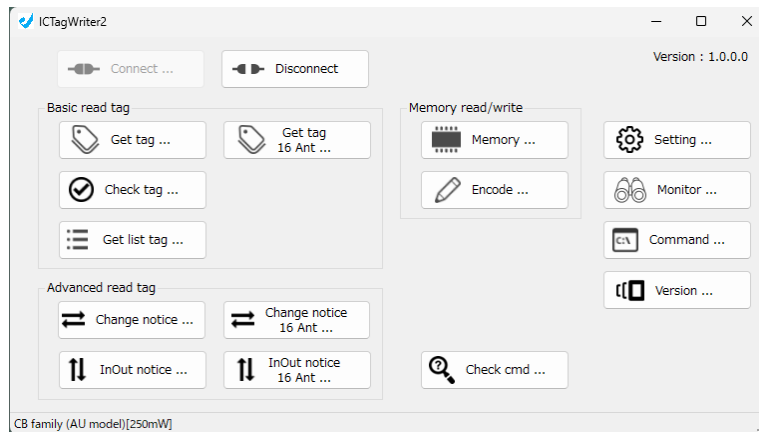 ICTagWriter2
Connect ...
Disconnect
Version : 1.0.0.0
Basic read tag
Get tag ...
Get tag
16 Ant ...
Check tag ...
Get list tag ...
Memory read/write
Memory ...
Encode ...
Setting ...
Monitor ...
C:\
Command ...
Version ...
Advanced read tag
Change notice ...
Change notice
16 Ant ...
InOut notice ...
InOut notice
16 Ant ...
Check cmd ...
CB family (AU model)[250mW]